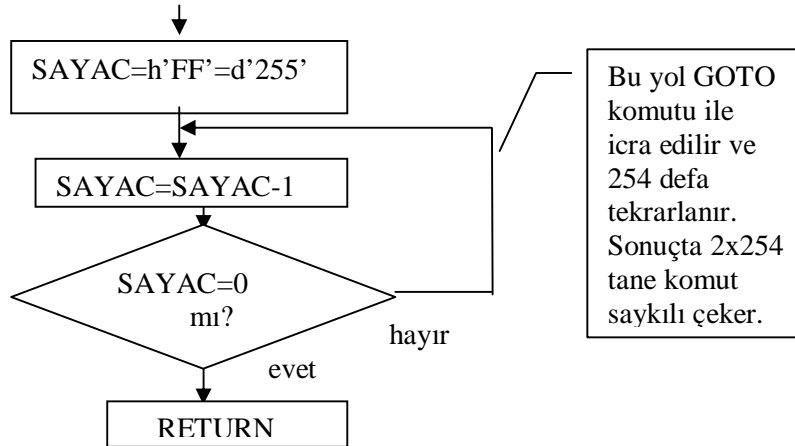 SAYAC=h’FF’=d’255’
SAYAC=SAYAC-1
SAYAC=0
mı?
hayır
evet
RETURN
Bu yol GOTO
komutu ile
icra edilir ve
254 defa
tekrarlanır.
Sonuçta 2x254
tane komut
saykılı çeker.